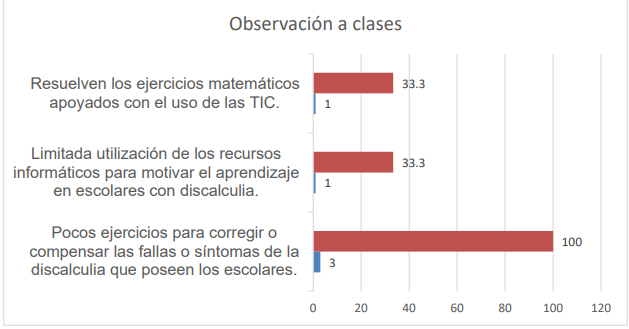 Observación a clases
Resuelven los ejercicios matemáticos
apoyados con el uso de las TIC.
33.3
1
Limitada utilización de los recursos
informáticos para motivar el aprendizaje
en escolares con discalculia.
33.3
1
Pocos ejercicios para corregir o
compensar las fallas o síntomas de la
discalculia que poseen los escolares.
100
3
0 20 40 60 80 100 120